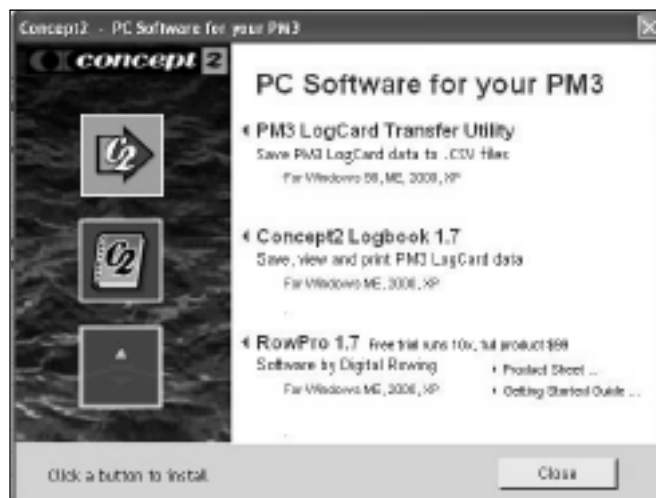 Concept2 - PC Software for your PM3
concept 2
PC Software for your PM3
PM3 LogCard Transfer Utility
Save PM3 LogCard data to .CSV files
For Windows 98, ME, 2000, XP
C2
Concept2 Logbook 1.7
Save, view and print PM3 LogCard data
For Windows ME, 2000, XP
C2
RowPro 1.7 Free trial runs 10x, full product $99
Software by Digital Rowing
Product Sheet ...
For Windows ME, 2000, XP
Getting Started Guide ...
Click a button to install
Close